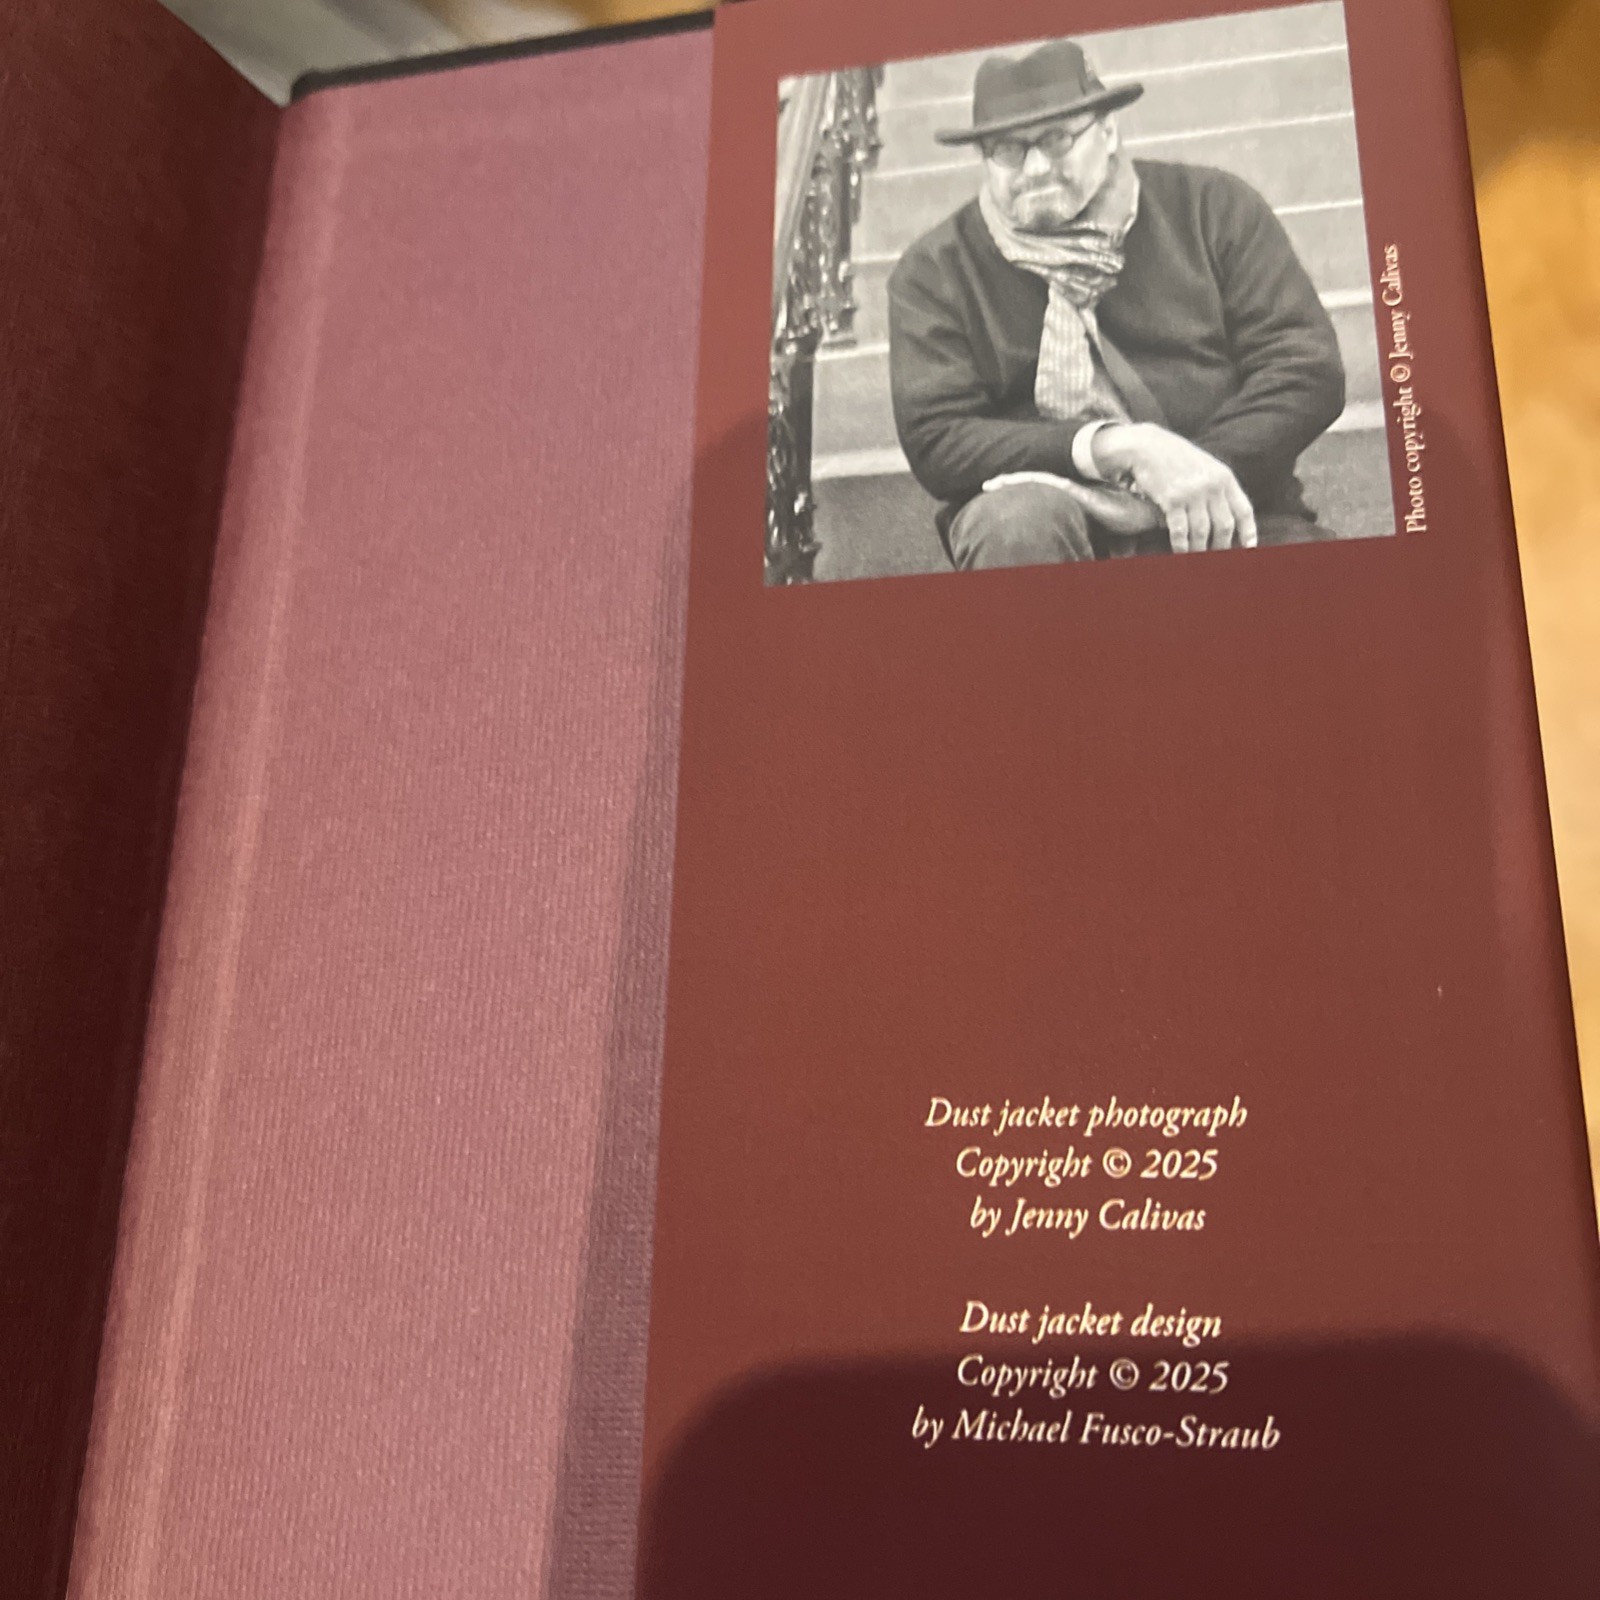 Photo copyright © Jenny Calivas
Dust jacket photograph
Copyright © 2025
by Jenny Calivas
Dust jacket design
Copyright © 2025
by Michael Fusco-Straub